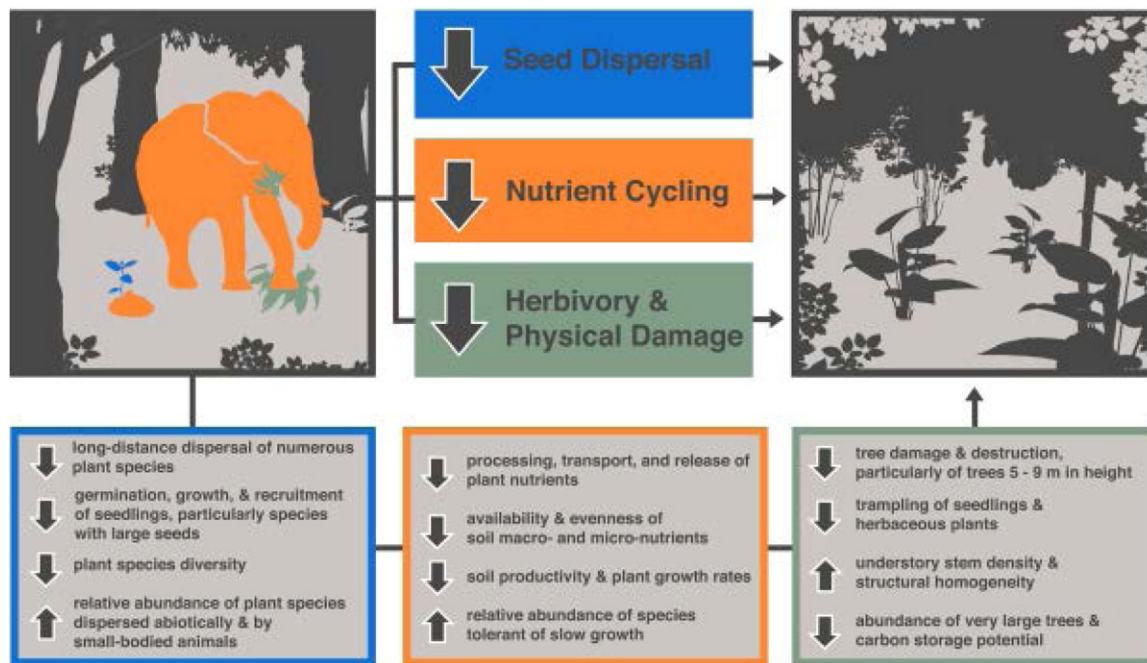 Seed Dispersal
Nutrient Cycling
Herbivory &
Physical Damage
long-distance dispersal of numerous
plant species
germination, growth, & recruitment
of seedlings, particularly species
with large seeds
plant species diversity
relative abundance of plant species
dispersed abiotically & by
small-bodied animals
processing, transport, and release of
plant nutrients
availability & evenness of
soil macro- and micro-nutrients
soil productivity & plant growth rates
relative abundance of species
tolerant of slow growth
tree damage & destruction,
particularly of trees 5 - 9 m in height
trampling of seedlings &
herbaceous plants
understory stem density &
structural homogeneity
abundance of very large trees &
carbon storage potential